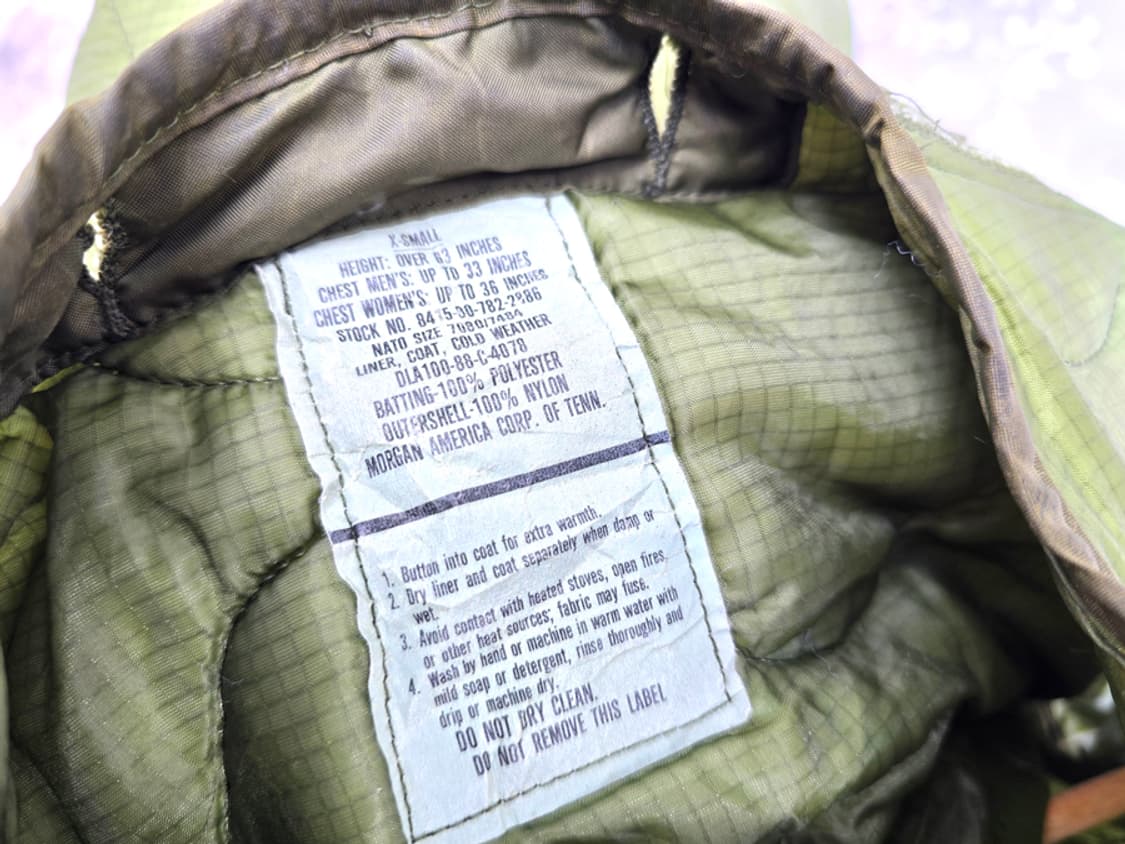 X-SMALL
HEIGHT: OVER 63 INCHES
CHEST MEN'S: UP TO 33 INCHES
CHEST WOMEN'S: UP TO 36 INCHES
STOCK NO. 8415-00-782-2886
NATO SIZE 7080/7484
LINER, COAT, COLD WEATHER
DLA100-88-C-4078
BATTING-100% POLYESTER
OUTERSHELL-100% NYLON
MORGAN AMERICA CORP. OF TENN.
1. Button into coat for extra warmth.
2. Dry liner and coat separately when damp or
wet.
3. Avoid contact with heated stoves, open fires
or other heat sources; fabric may fuse.
4. Wash by hand or machine in warm water with
mild soap or detergent, rinse thoroughly and
drip or machine dry.
DO NOT DRY CLEAN.
DO NOT REMOVE THIS LABEL